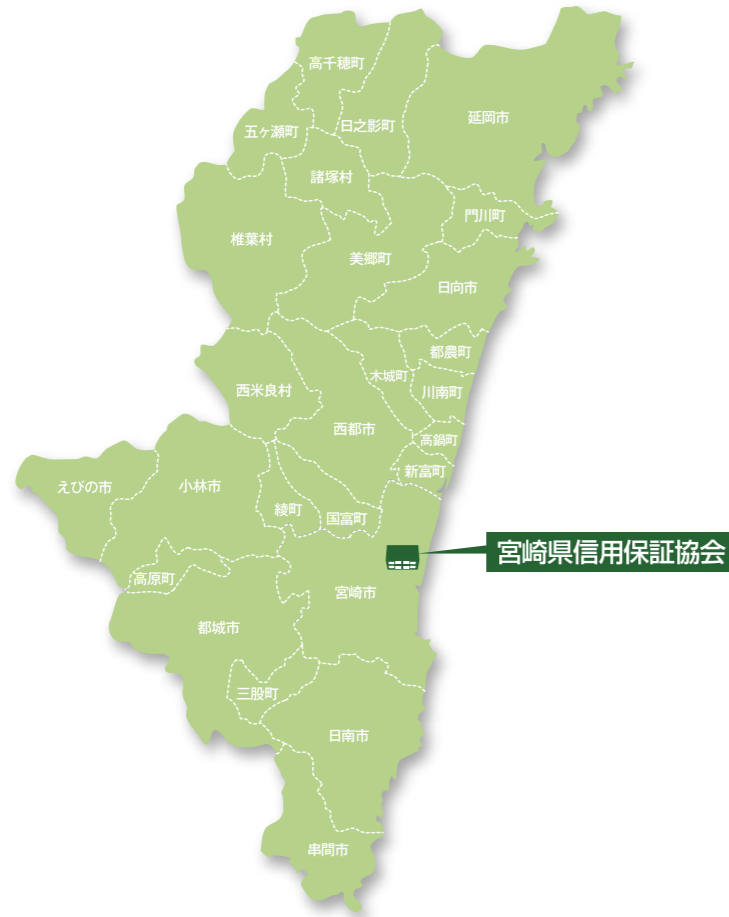 高千穂町
日之影町
延岡市
五ヶ瀬町
諸塚村
門川町
椎葉村
美郷町
日向市
都農町
木城町
西米良村
川南町
西都市
高鍋町
新富町
えびの市
小林市
綾町
国富町
宮崎県信用保証協会
高原町
宮崎市
都城市
三股町
日南市
串間市